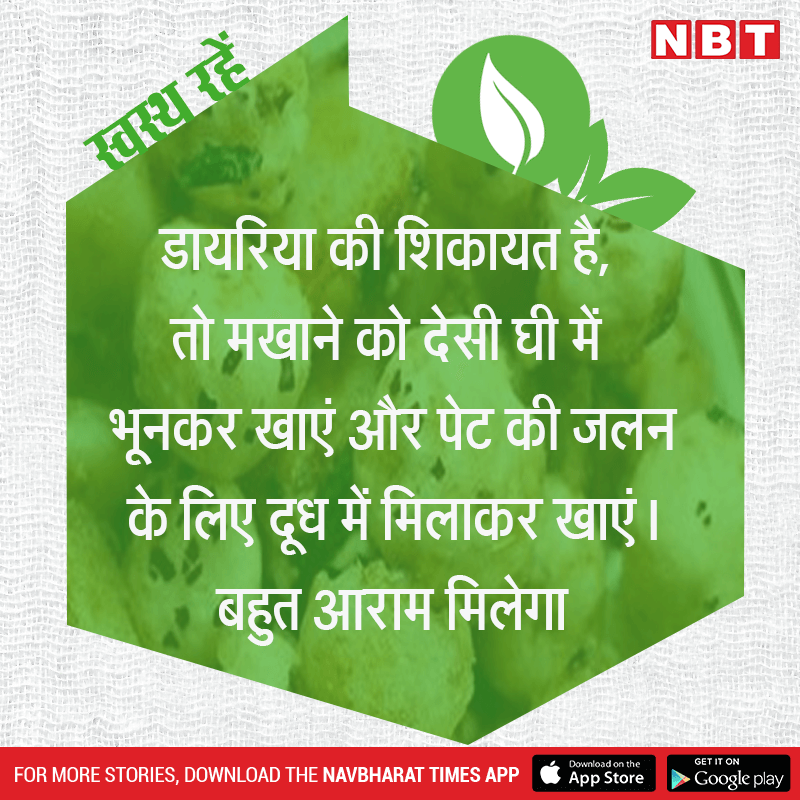 NBT
स्वस्थ रहें
डायरिया की शिकायत है,
तो मखाने को देसी घी में
भूनकर खाएं और पेट की जलन
के लिए दूध में मिलाकर खाएं।
बहुत आराम मिलेगा
FOR MORE STORIES, DOWNLOAD THE NAVBHARAT TIMES APP
Download on the
App Store
GET IT ON
Google play